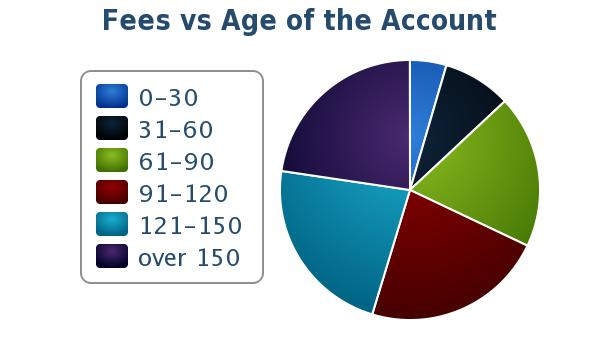 Fees vs Age of the Account
0–30
31–60
61–90
91–120
121–150
over 150